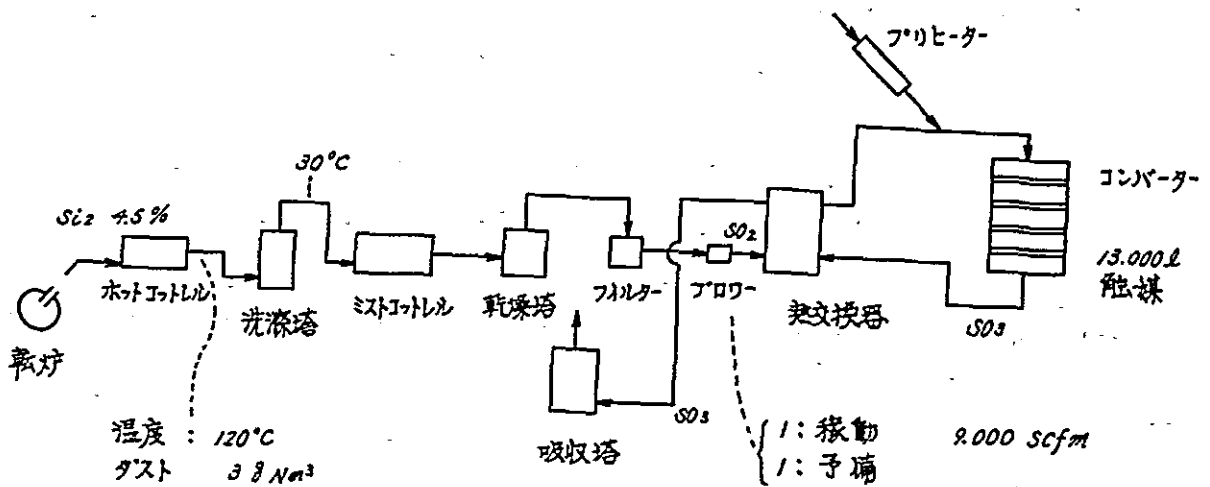 プリヒーター
30°C
Si2 4.5%
コンバーター
SO2
13.000ℓ
触媒
ホットコットレル
洗滌塔
ミストコットレル
乾燥塔
フィルター
ブロワー
熱交換器
SO3
転炉
SO3
温度 : 120°C
ダスト 3g/Nm³
吸収塔
1:稼動
1:予備
9.000 scfm